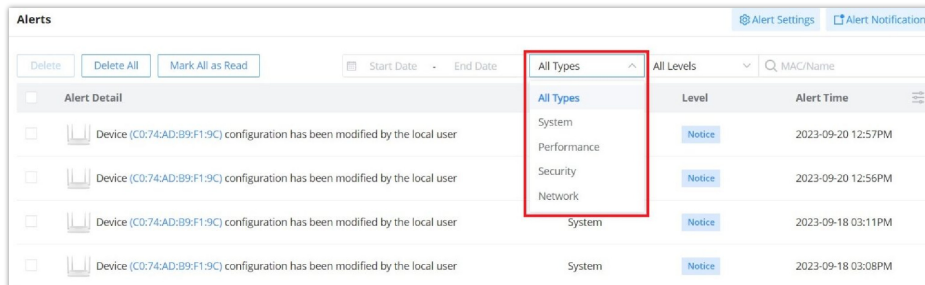 Alerts
Alert Settings
Alert Notification
Delete
Delete All
Mark All as Read
Start Date - End Date
All Types
All Levels
MAC/Name
Alert Detail
All Types
Level
Alert Time
System
Device (C0:74:AD:B9:F1:9C) configuration has been modified by the local user
Notice
2023-09-20 12:57PM
Performance
Security
Device (C0:74:AD:B9:F1:9C) configuration has been modified by the local user
Notice
2023-09-20 12:56PM
Network
Device (C0:74:AD:B9:F1:9C) configuration has been modified by the local user
System
Notice
2023-09-18 03:11PM
Device (C0:74:AD:B9:F1:9C) configuration has been modified by the local user
System
Notice
2023-09-18 03:08PM